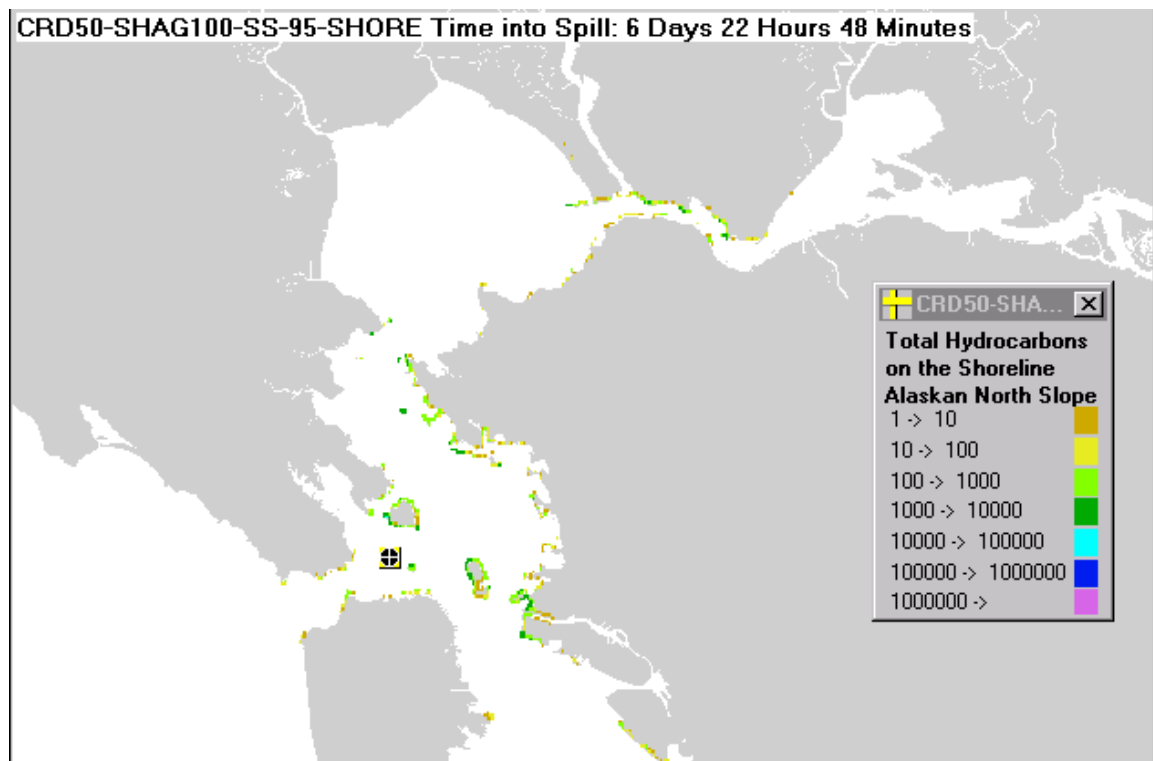 CRD50-SHAG100-SS-95-SHORE Time into Spill: 6 Days 22 Hours 48 Minutes
CRD50-SHA...
Total Hydrocarbons
on the Shoreline
Alaskan North Slope
1 -> 10
10 -> 100
100 -> 1000
1000 -> 10000
10000 -> 100000
100000 -> 1000000
1000000 ->